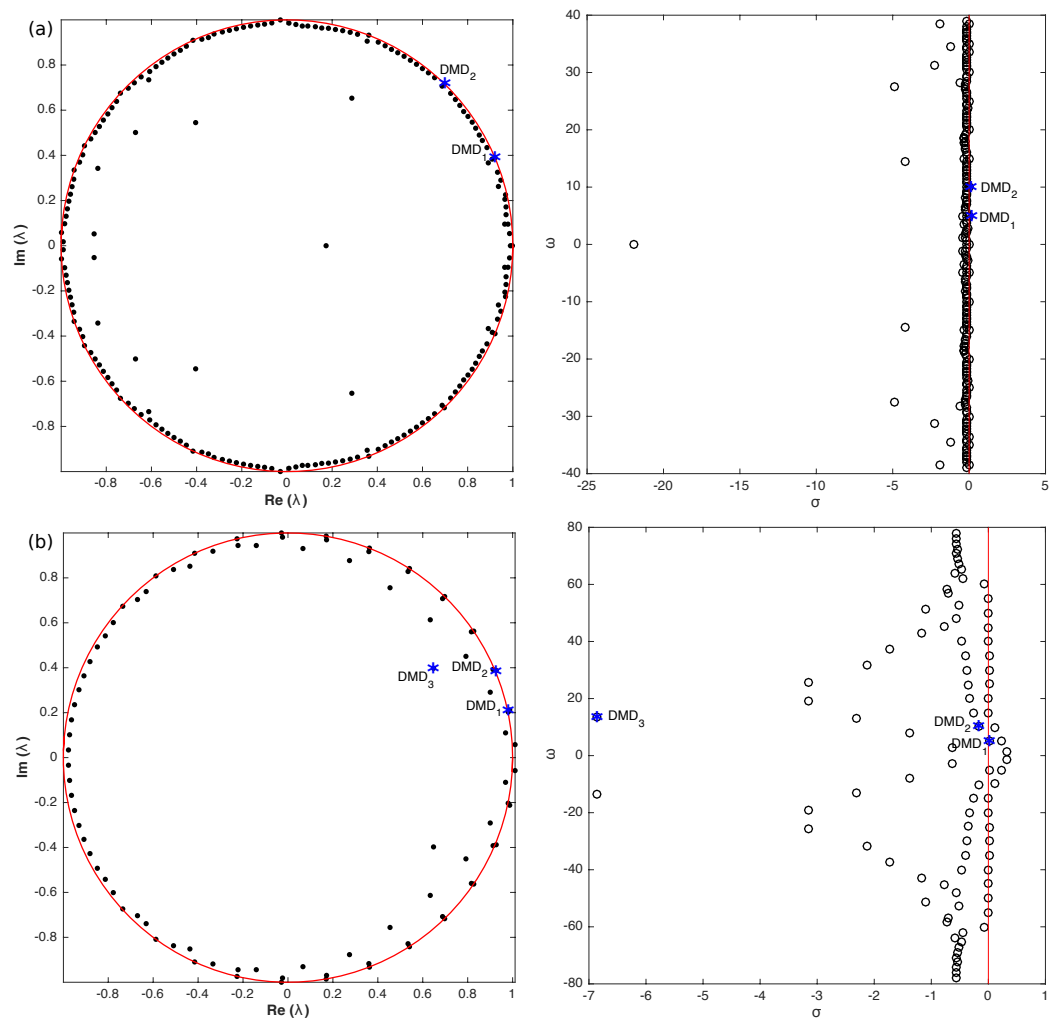 (a)
DMD2
DMD1
0.8
0.6
0.4
0.2
0
-0.2
-0.4
-0.6
-0.8
Im (λ)
-0.8 -0.6 -0.4 -0.2 0 0.2 0.4 0.6 0.8 1
Re (λ)
40
30
20
10
0
-10
-20
-30
-40
ω
DMD2
DMD1
-25 -20 -15 -10 -5 0 5
σ
(b)
DMD3
DMD2
DMD1
0.8
0.6
0.4
0.2
0
-0.2
-0.4
-0.6
-0.8
Im (λ)
-0.8 -0.6 -0.4 -0.2 0 0.2 0.4 0.6 0.8 1
Re (λ)
80
60
40
20
0
-20
-40
-60
-80
ω
DMD3
DMD2
DMD1
-7 -6 -5 -4 -3 -2 -1 0 1
σ